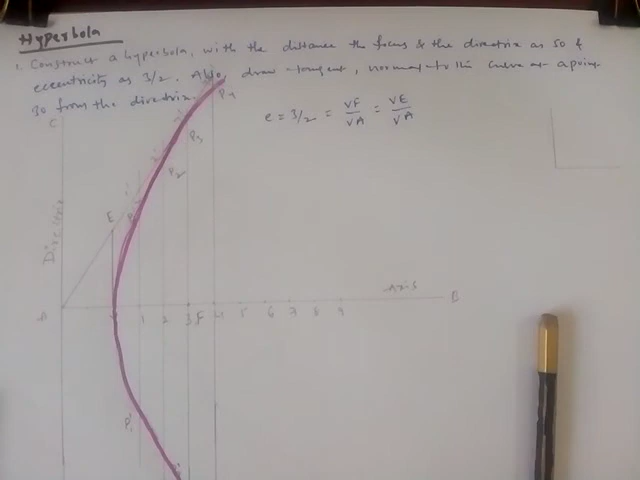 Hyperbola
1. Construct a hyperbola, with the distance the focus & the directrix as 50 &
eccentricity as 3/2. Also draw tangent, normal to the curve at a point
30 from the directrix.
e = 3/2 = VF/VA = VE/VA
C
P4
P3
P2
E
P1
Directrix
A
1 2 3 F 4 5 6 7 8 9
Axis
B
P1'